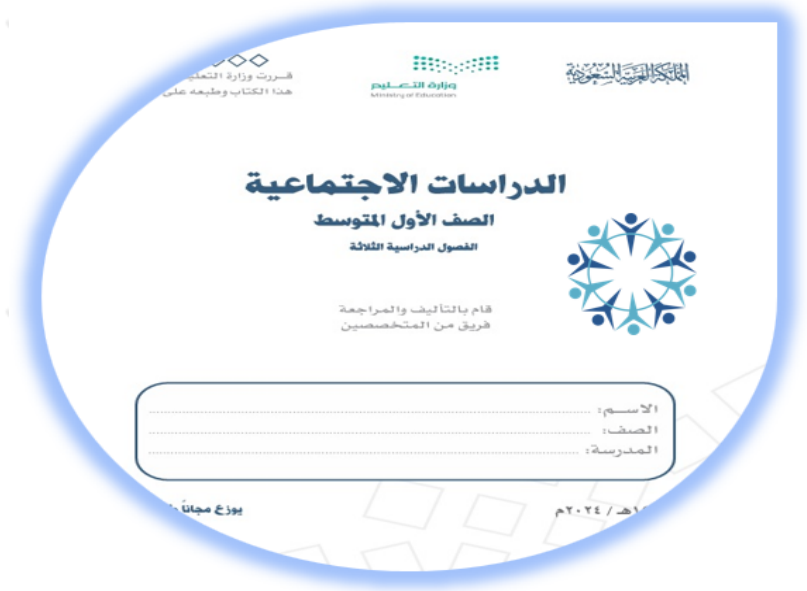 المملكة العربية السعودية
وزارة التعليم
Ministry of Education
قررت وزارة
هذا الكتاب وطبعه على
الدراسات الاجتماعية
الصف الأول المتوسط
الفصول الدراسية الثلاثة
قام بالتأليف والمراجعة
فريق من المتخصصين
الاسم:
الصف:
المدرسة:
يوزع مجاناً
هـ / ٢٠٢٤م